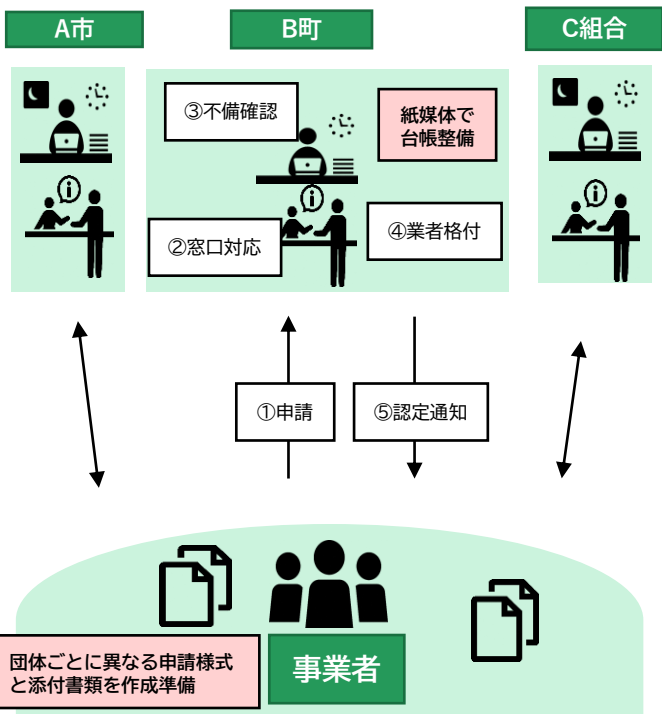 A市
B町
C組合
③不備確認
紙媒体で
台帳整備
②窓口対応
④業者格付
①申請
⑤認定通知
団体ごとに異なる申請様式
と添付書類を作成準備
事業者